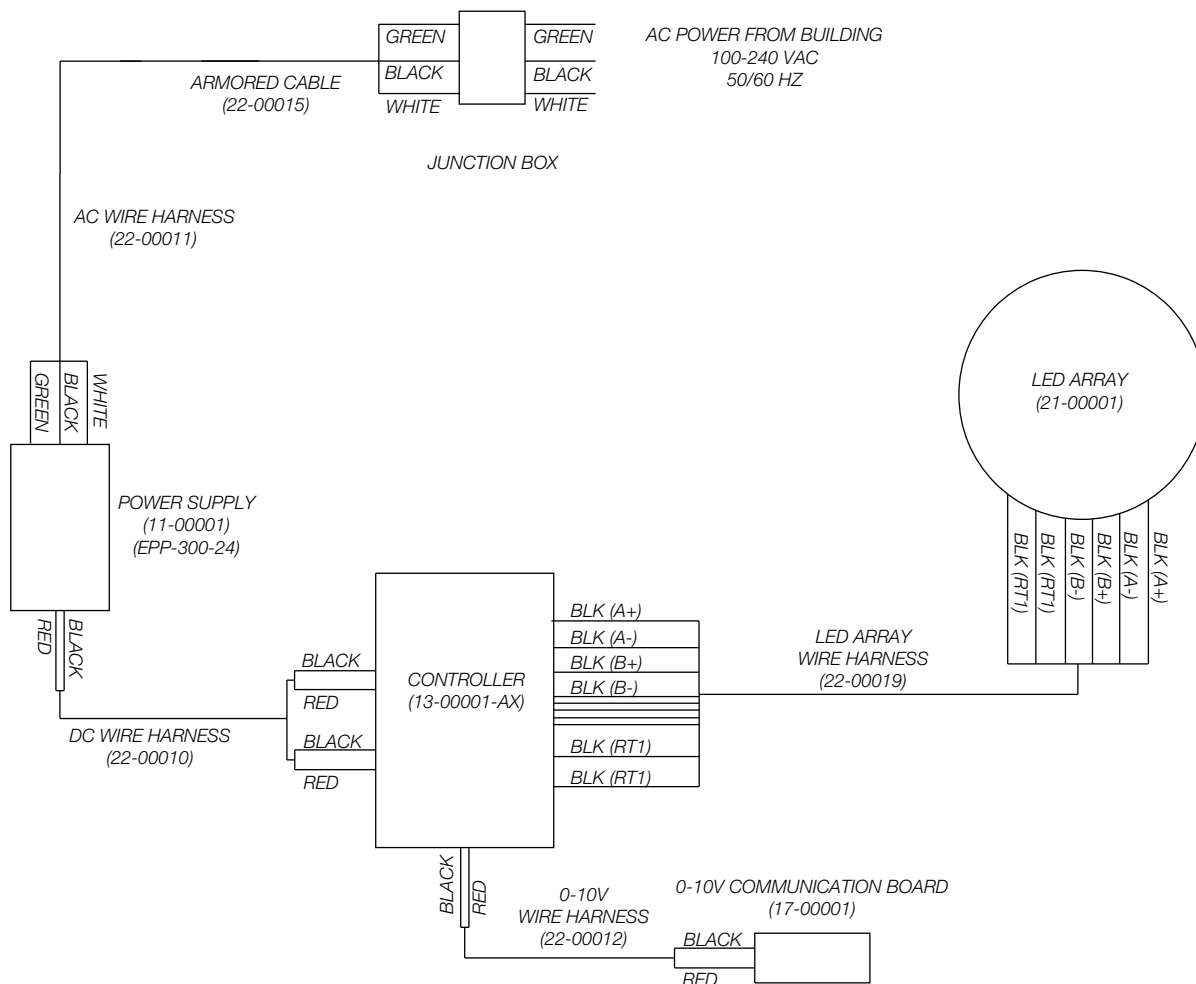 GREEN
GREEN
AC POWER FROM BUILDING
100-240 VAC
50/60 HZ
BLACK
BLACK
ARMORED CABLE
(22-00015)
WHITE
WHITE
JUNCTION BOX
AC WIRE HARNESS
(22-00011)
GREEN
BLACK
WHITE
LED ARRAY
(21-00001)
POWER SUPPLY
(11-00001)
(EPP-300-24)
RED
BLACK
BLK (RT1)
BLK (RT1)
BLK (B-)
BLK (B+)
BLK (A-)
BLK (A+)
DC WIRE HARNESS
(22-00010)
BLACK
RED
BLACK
RED
CONTROLLER
(13-00001-AX)
BLK (A+)
BLK (A-)
BLK (B+)
BLK (B-)
BLK (RT1)
BLK (RT1)
LED ARRAY
WIRE HARNESS
(22-00019)
BLACK
RED
0-10V
WIRE HARNESS
(22-00012)
0-10V COMMUNICATION BOARD
(17-00001)
BLACK
RED